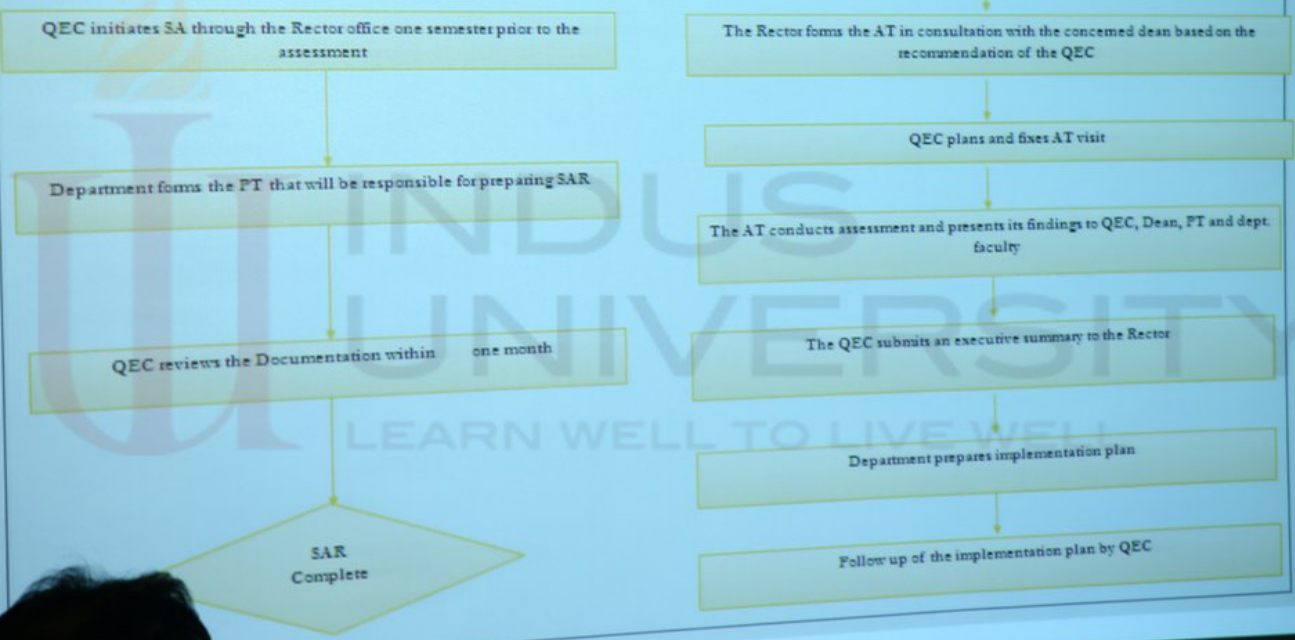 QEC initiates SA through the Rector office one semester prior to the
assessment
Department forms the PT that will be responsible for preparing SAR
QEC reviews the Documentation within one month
SAR
Complete
The Rector forms the AT in consultation with the concerned dean based on the
recommendation of the QEC
QEC plans and fixes AT visit
The AT conducts assessment and presents its findings to QEC, Dean, PT and dept.
faculty
The QEC submits an executive summary to the Rector
Department prepares implementation plan
Follow up of the implementation plan by QEC
INDUS
UNIVERSITY
LEARN WELL TO LIVE WELL